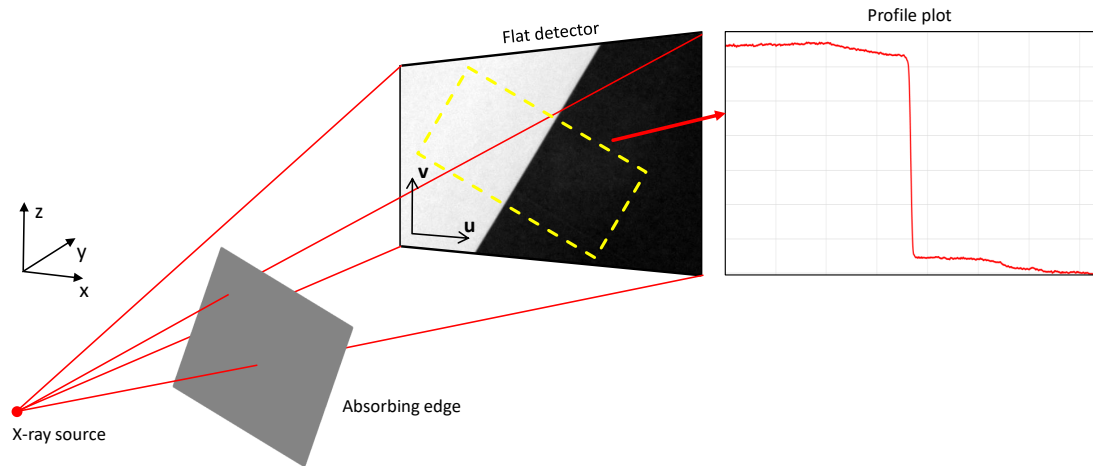 Profile plot
Flat detector
v
u
z
y
x
Absorbing edge
X-ray source